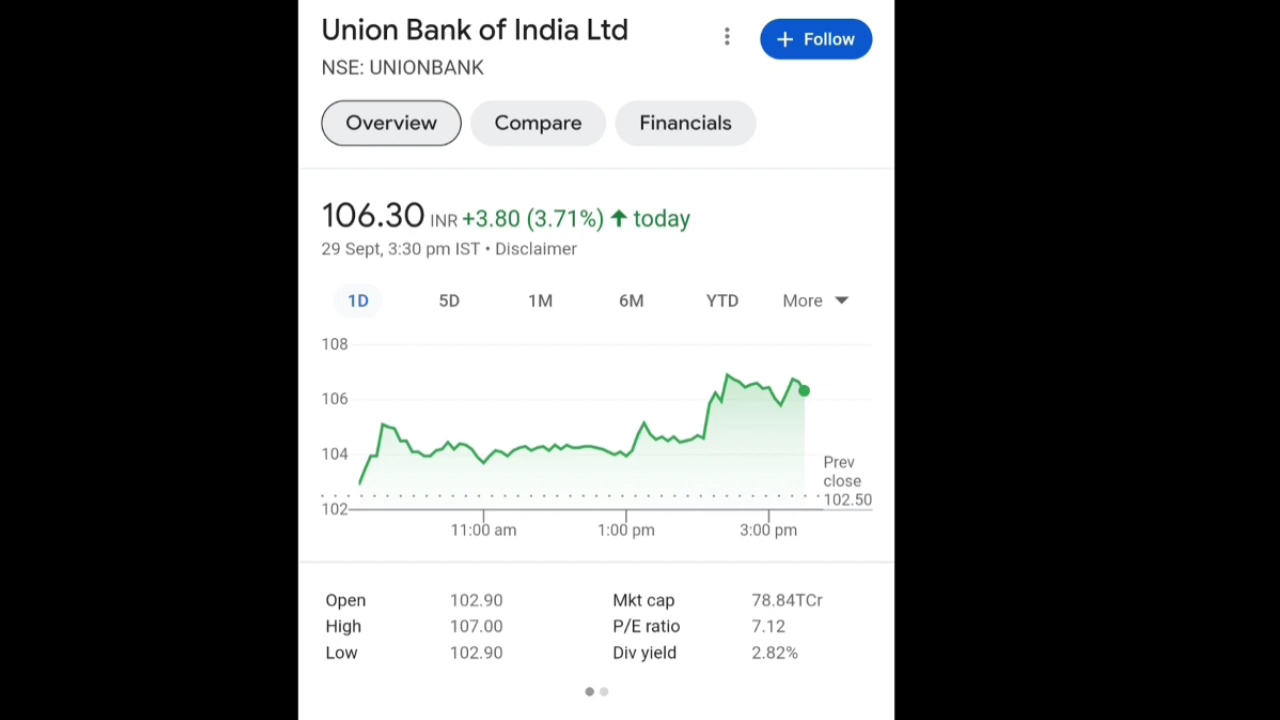 Union Bank of India Ltd
+ Follow
NSE: UNIONBANK
Overview
Compare
Financials
106.30 INR +3.80 (3.71%) ↑ today
29 Sept, 3:30 pm IST • Disclaimer
1D 5D 1M 6M YTD More
108
106
104
102
Prev
close
102.50
11:00 am 1:00 pm 3:00 pm
Open 102.90 Mkt cap 78.84TCr
High 107.00 P/E ratio 7.12
Low 102.90 Div yield 2.82%